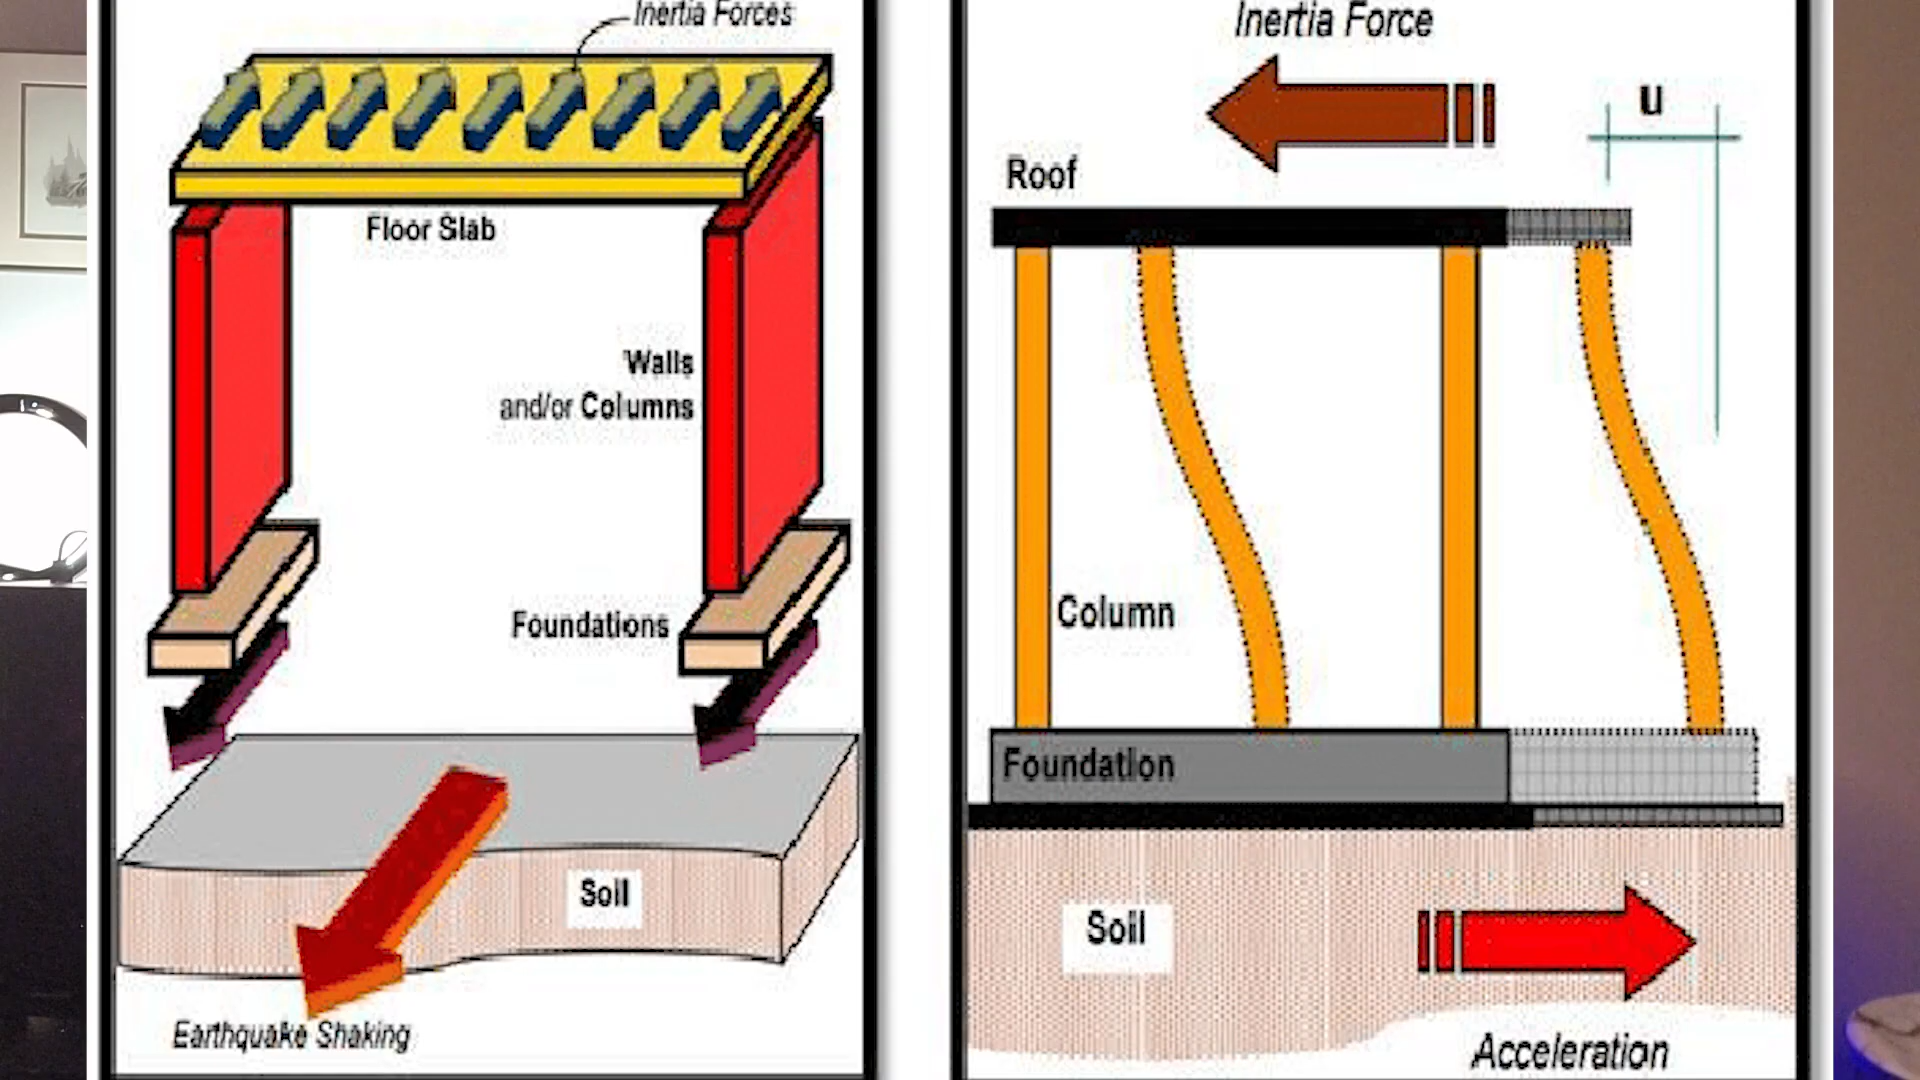 Inertia Forces
Floor Slab
Walls
and/or Columns
Foundations
Soil
Earthquake Shaking
Inertia Force
u
Roof
Column
Foundation
Soil
Acceleration